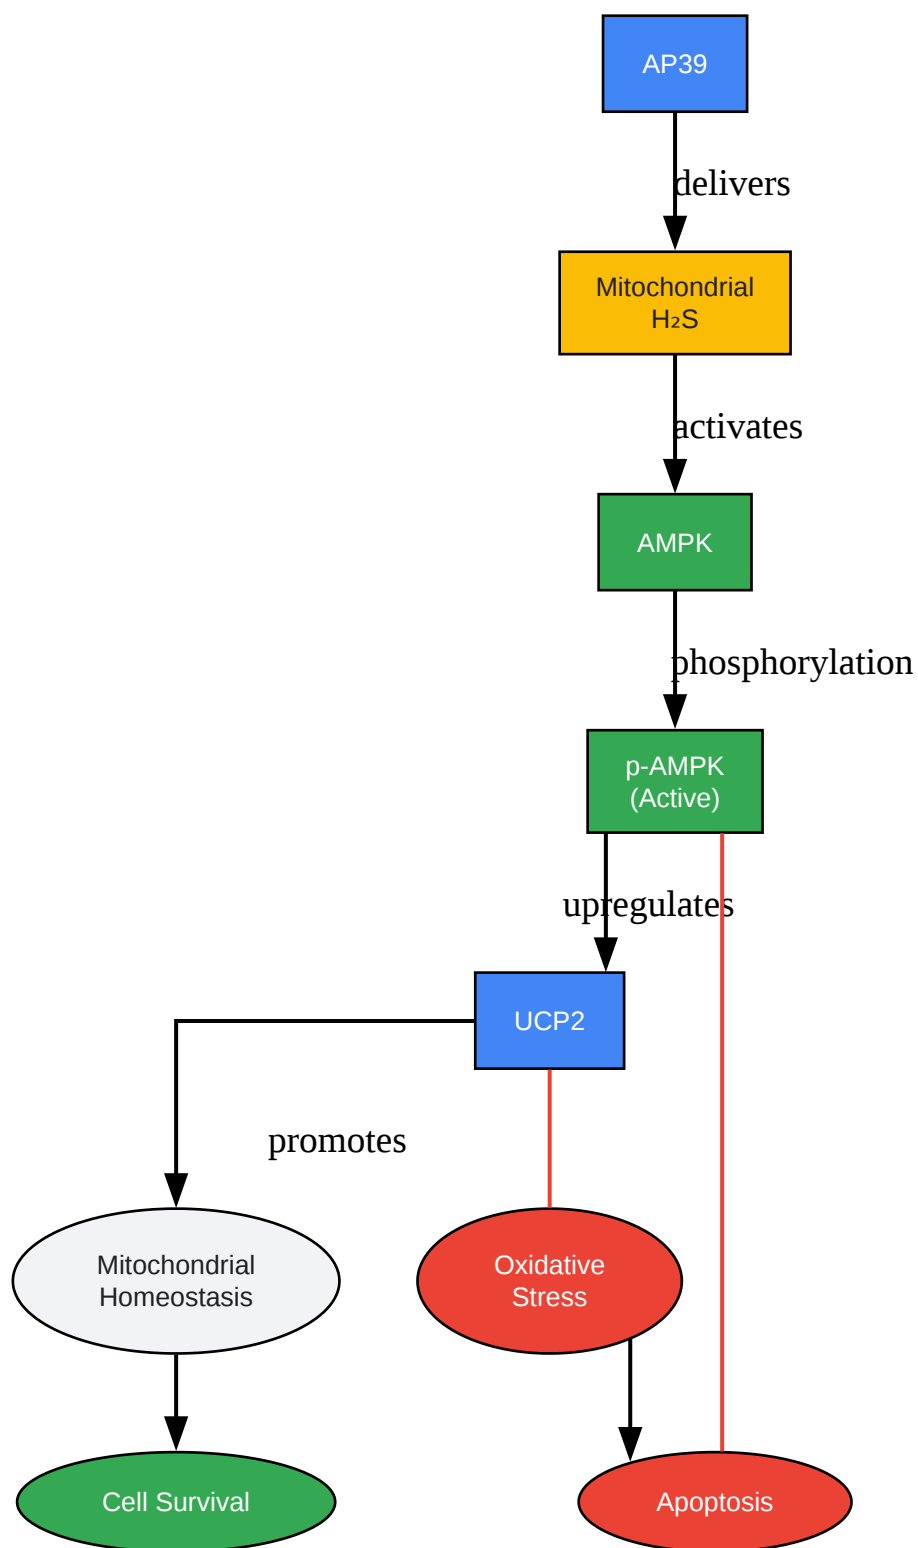 AP39
delivers
Mitochondrial
H₂S
activates
AMPK
phosphorylation
p-AMPK
(Active)
upregulates
UCP2
promotes
Mitochondrial
Homeostasis
Oxidative
Stress
Cell Survival
Apoptosis